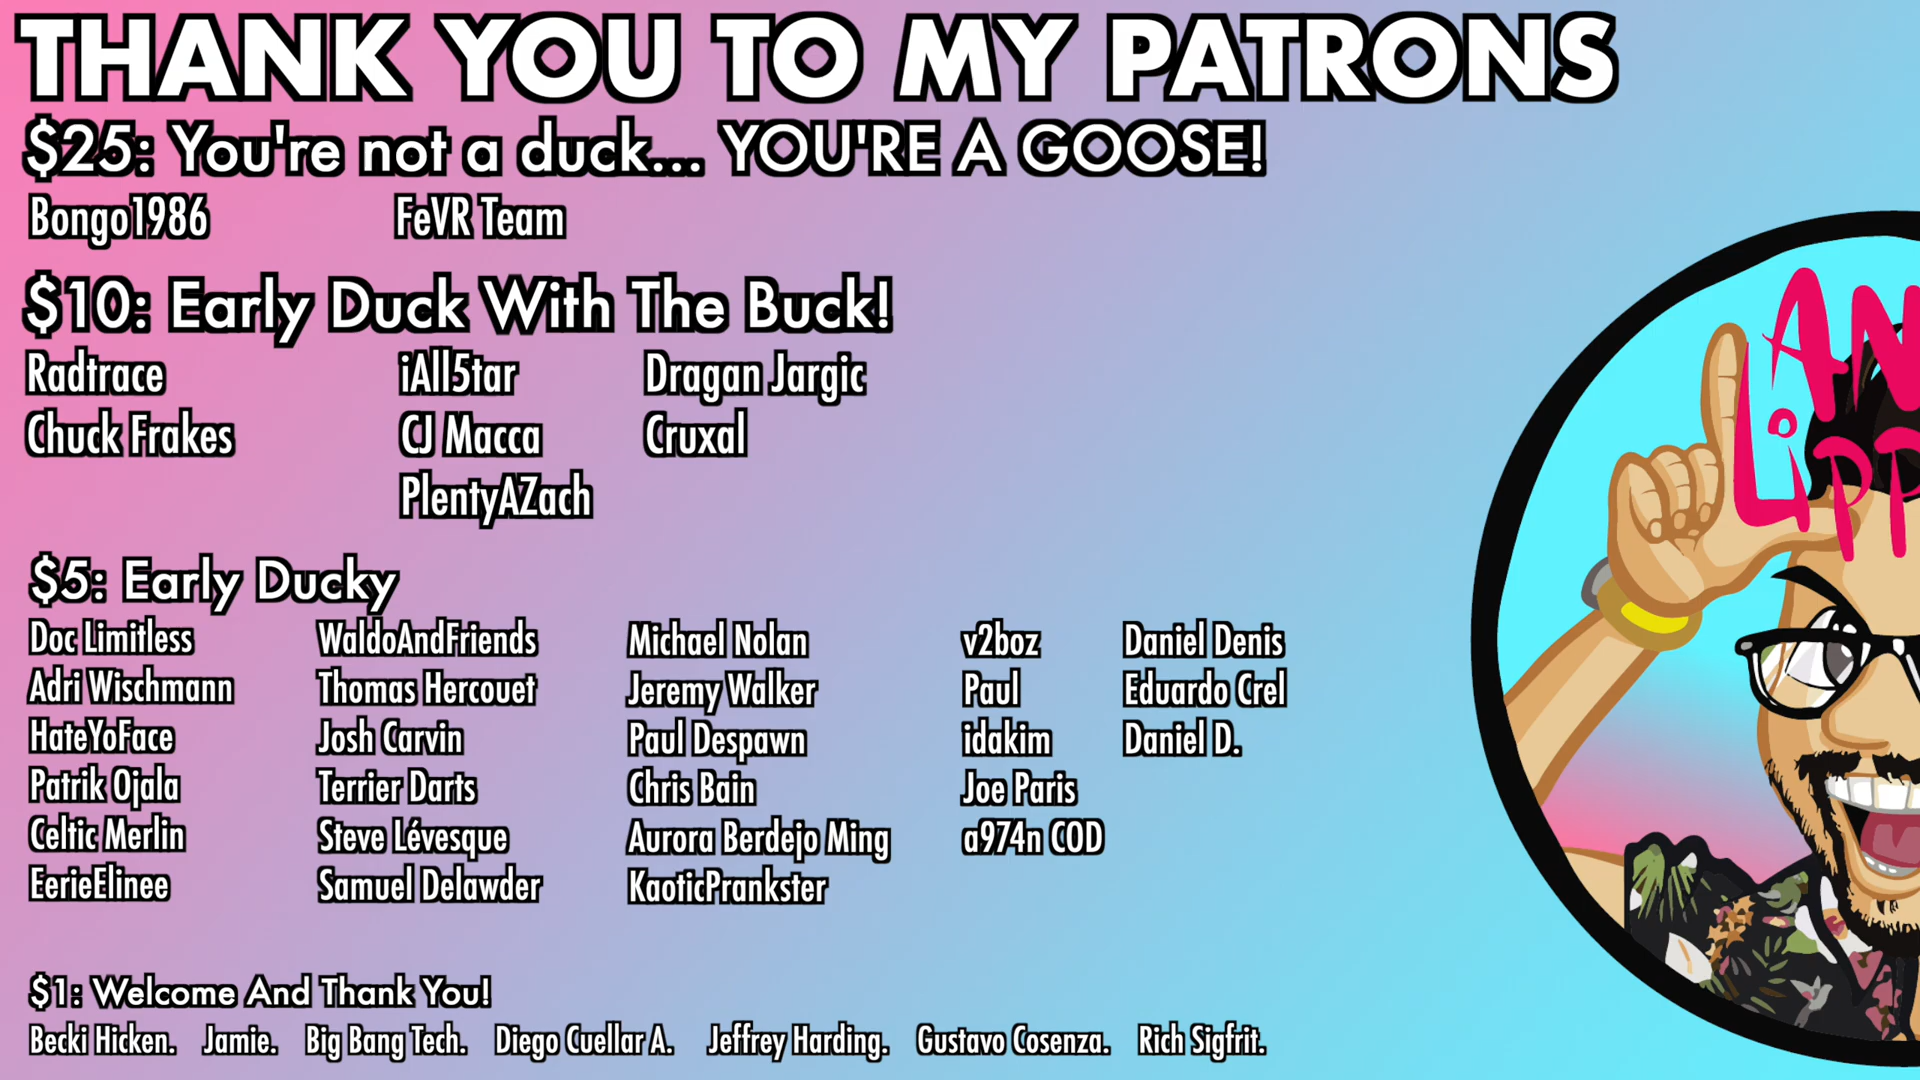 THANK YOU TO MY PATRONS
$25: You're not a duck... YOU'RE A GOOSE!
Bongo1986 FeVR Team
$10: Early Duck With The Buck!
Radtrace iAll5tar Dragan Jargic
Chuck Frakes CJ Macca Cruxal
PlentyAZach
$5: Early Ducky
Doc Limitless WaldoAndFriends Michael Nolan v2boz Daniel Denis
Adri Wischmann Thomas Hercouet Jeremy Walker Paul Eduardo Crel
HateYoFace Josh Carvin Paul Despawn idakim Daniel D.
Patrik Ojala Terrier Darts Chris Bain Joe Paris
Celtic Merlin Steve Lévesque Aurora Berdejo Ming a974n COD
EerieElinee Samuel Delawder KaoticPrankster
$1: Welcome And Thank You!
Becki Hicken. Jamie. Big Bang Tech. Diego Cuellar A. Jeffrey Harding. Gustavo Cosenza. Rich Sigfrit.